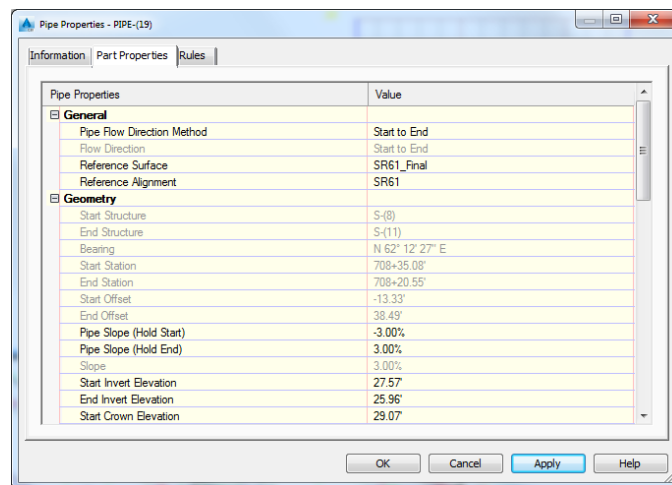 Pipe Properties - PIPE-(19)
Information Part Properties Rules
Pipe Properties Value
General
Pipe Flow Direction Method Start to End
Flow Direction Start to End
Reference Surface SR61_Final
Reference Alignment SR61
Geometry
Start Structure S-(8)
End Structure S-(11)
Bearing N 62° 12' 27" E
Start Station 708+35.08'
End Station 708+20.55'
Start Offset -13.33'
End Offset 38.49'
Pipe Slope (Hold Start) -3.00%
Pipe Slope (Hold End) 3.00%
Slope 3.00%
Start Invert Elevation 27.57'
End Invert Elevation 25.96'
Start Crown Elevation 29.07'
OK Cancel Apply Help